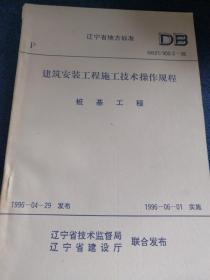 辽宁省地方标准
DB
P
建筑安装工程施工技术操作规程
桩基工程
1996-04-29 发布
1996-06-01 实施
辽宁省技术监督局
辽宁省建设厅
联合发布